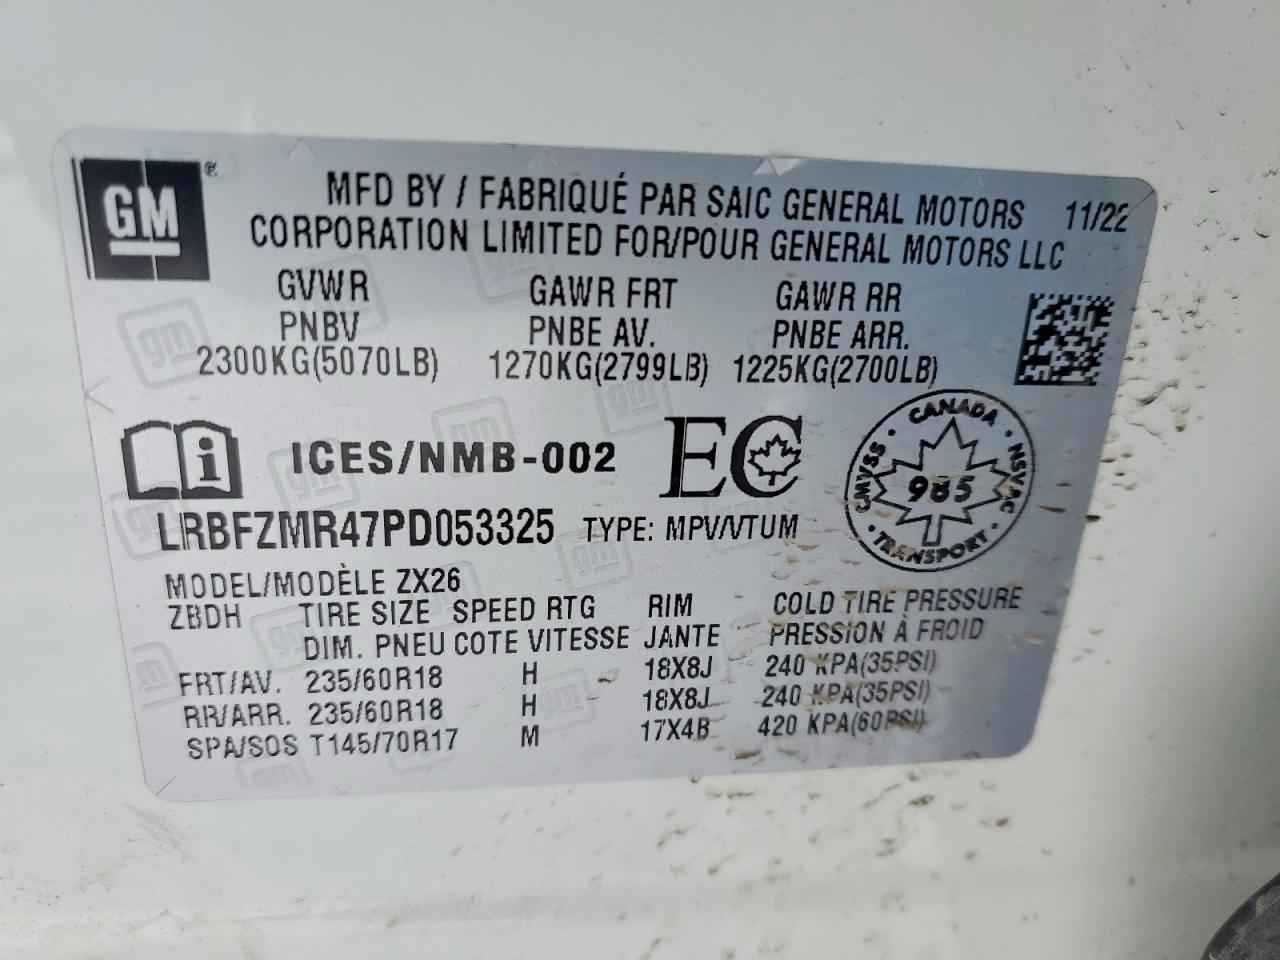 GM ®
MFD BY / FABRIQUÉ PAR SAIC GENERAL MOTORS 11/22
CORPORATION LIMITED FOR/POUR GENERAL MOTORS LLC
GVWR GAWR FRT GAWR RR
PNBV PNBE AV. PNBE ARR.
2300KG(5070LB) 1270KG(2799LB) 1225KG(2700LB)
i ICES/NMB-002 EC
CANADA
CMVSS 985 NSVAC
TRANSPORT
LRBFZMR47PD053325 TYPE: MPV/VTUM
MODEL/MODÈLE ZX26
ZBDH TIRE SIZE SPEED RTG RIM COLD TIRE PRESSURE
DIM. PNEU COTE VITESSE JANTE PRESSION À FROID
FRT/AV. 235/60R18 H 18X8J 240 KPA(35PSI)
RR/ARR. 235/60R18 H 18X8J 240 KPA(35PSI)
SPA/SOS T145/70R17 M 17X4B 420 KPA(60PSI)